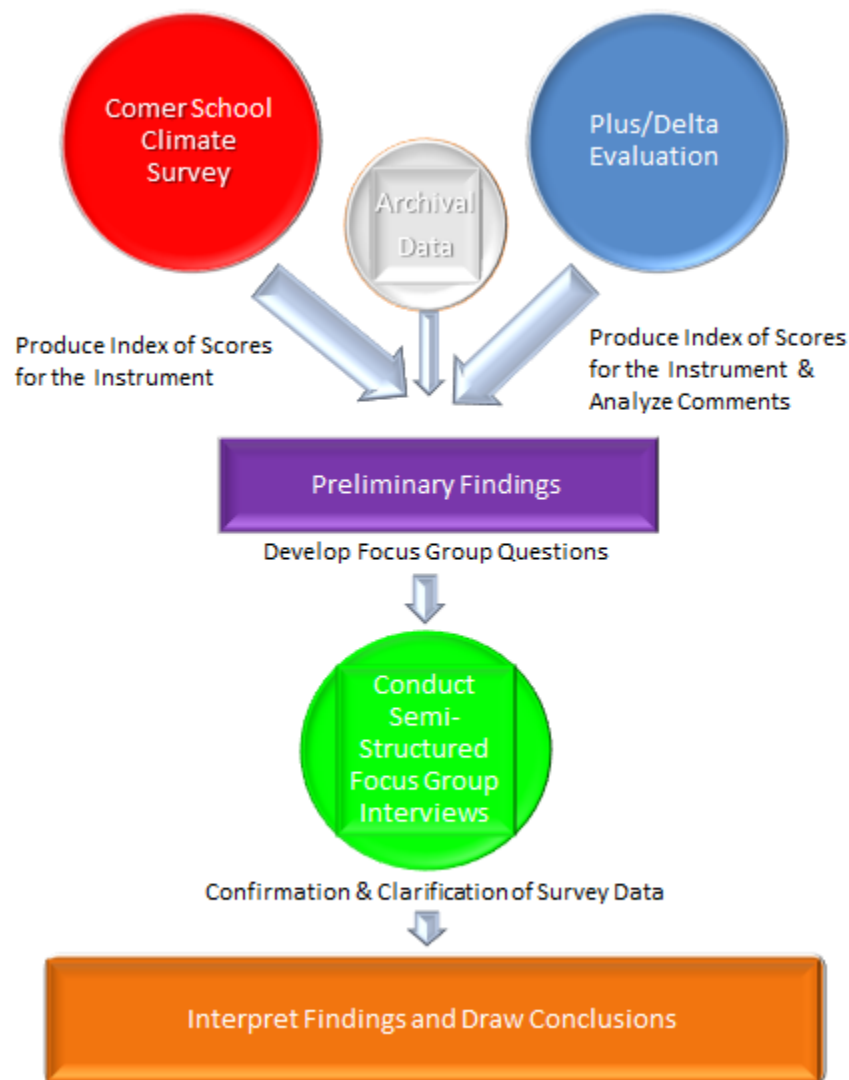 Comer School
Climate
Survey
Archival
Data
Plus/Delta
Evaluation
Produce Index of Scores
for the Instrument
Produce Index of Scores
for the Instrument &
Analyze Comments
Preliminary Findings
Develop Focus Group Questions
Conduct
Semi-
Structured
Focus Group
Interviews
Confirmation & Clarification of Survey Data
Interpret Findings and Draw Conclusions